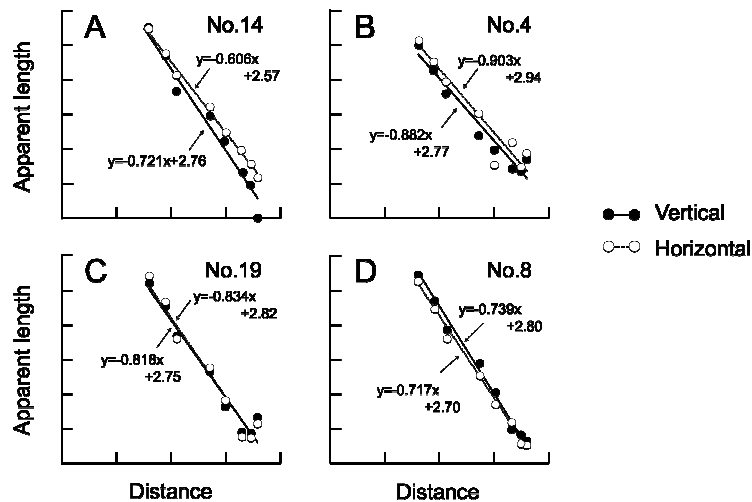 A
No.14
y=-0.606x
+2.57
y=-0.721x+2.76
Apparent length
B
No.4
y=-0.903x
+2.94
y=-0.882x
+2.77
Vertical
Horizontal
C
No.19
y=-0.834x
+2.82
y=-0.818x
+2.75
Apparent length
Distance
D
No.8
y=-0.739x
+2.80
y=-0.717x
+2.70
Distance